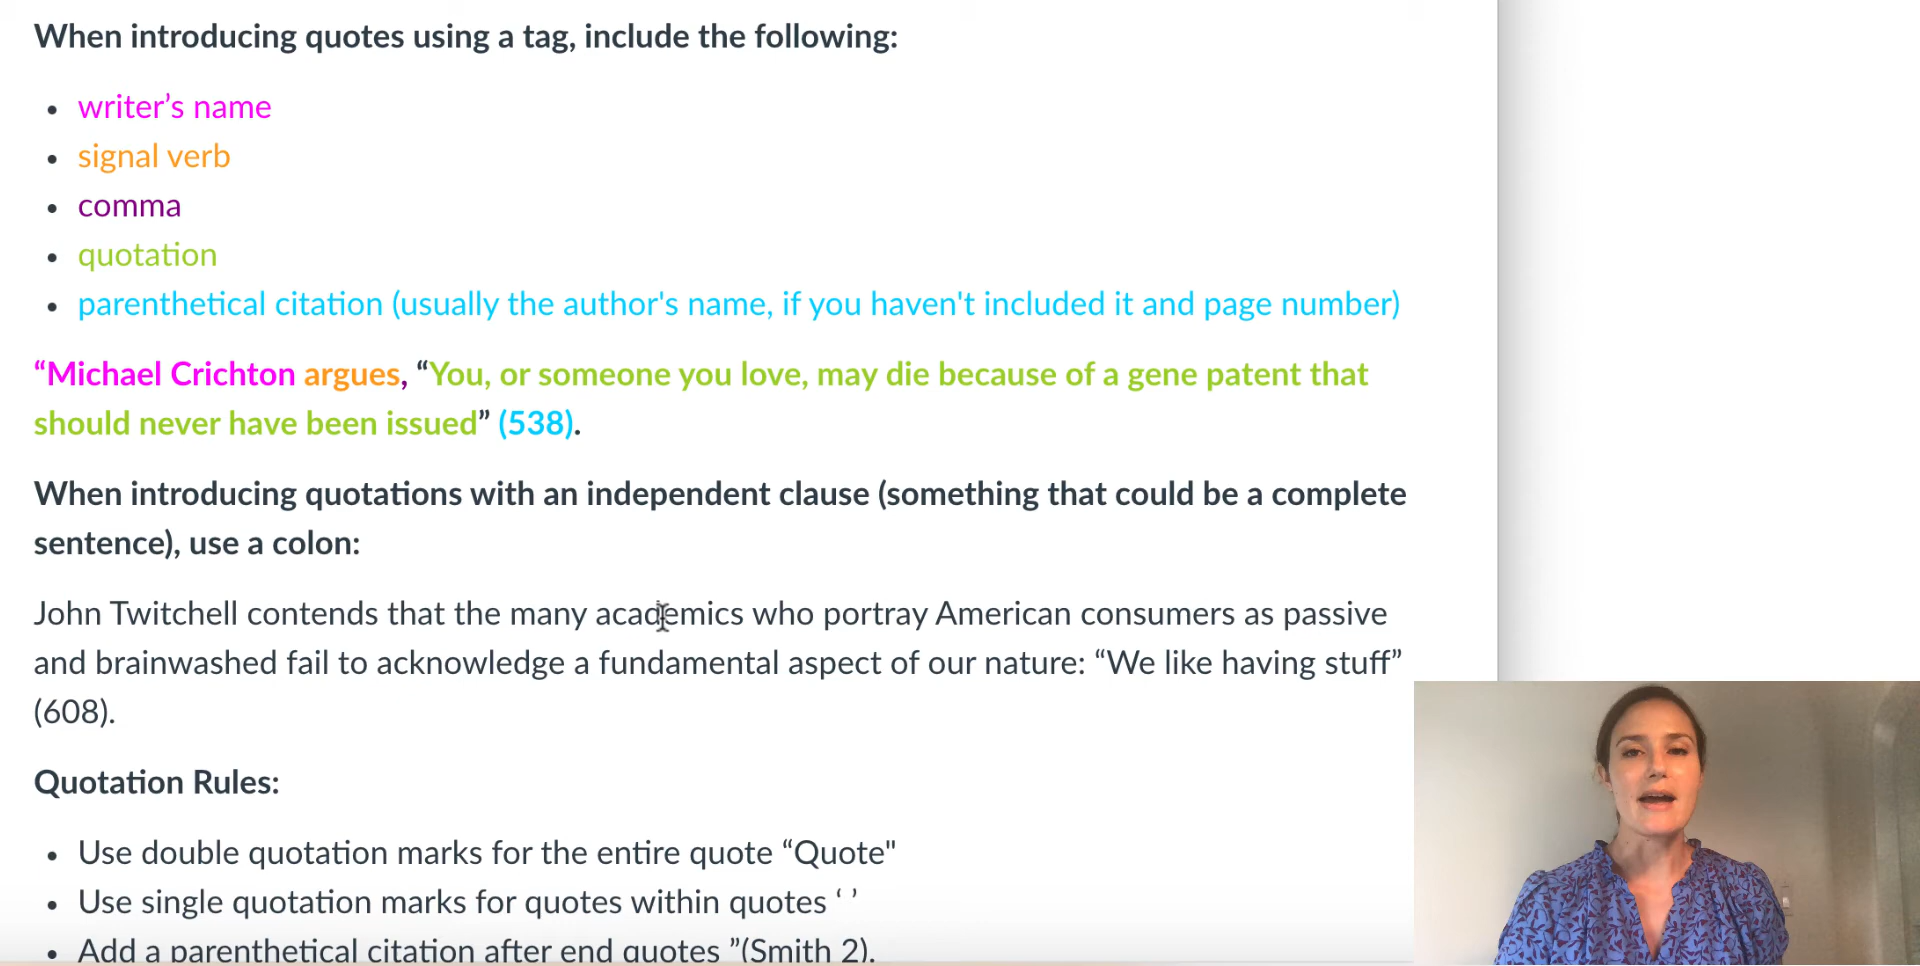 When introducing quotes using a tag, include the following:
• writer’s name
• signal verb
• comma
• quotation
• parenthetical citation (usually the author's name, if you haven't included it and page number)
“Michael Crichton argues, “You, or someone you love, may die because of a gene patent that
should never have been issued” (538).
When introducing quotations with an independent clause (something that could be a complete
sentence), use a colon:
John Twitchell contends that the many academics who portray American consumers as passive
and brainwashed fail to acknowledge a fundamental aspect of our nature: “We like having stuff”
(608).
Quotation Rules:
• Use double quotation marks for the entire quote “Quote"
• Use single quotation marks for quotes within quotes ‘ ’
• Add a parenthetical citation after end quotes ”(Smith 2).